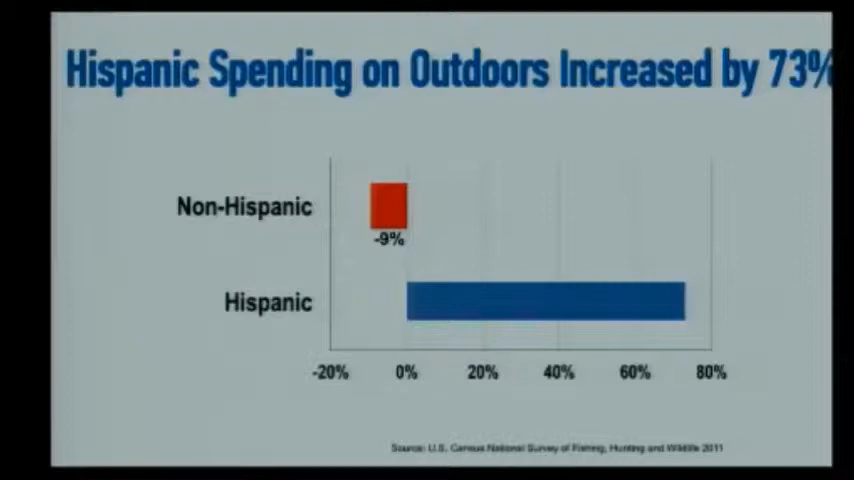 Hispanic Spending on Outdoors Increased by 73%
Non-Hispanic
-9%
Hispanic
-20% 0% 20% 40% 60% 80%
Source: U.S. Census National Survey of Fishing, Hunting and Wildlife 2011